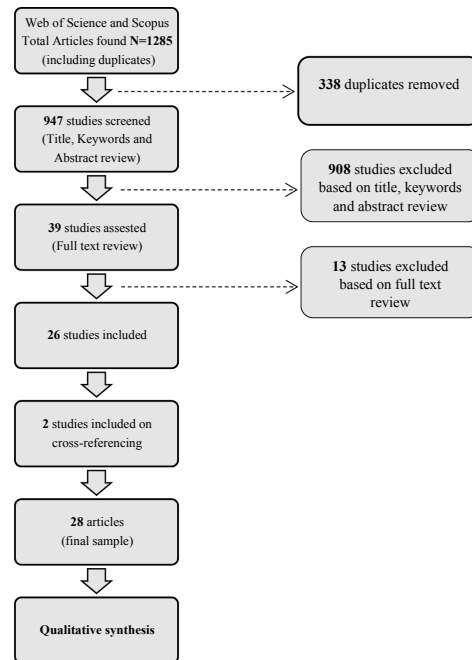 Web of Science and Scopus
Total Articles found N=1285
(including duplicates)
338 duplicates removed
947 studies screened
(Title, Keywords and
Abstract review)
908 studies excluded
based on title, keywords
and abstract review
39 studies assested
(Full text review)
13 studies excluded
based on full text
review
26 studies included
2 studies included on
cross-referencing
28 articles
(final sample)
Qualitative synthesis